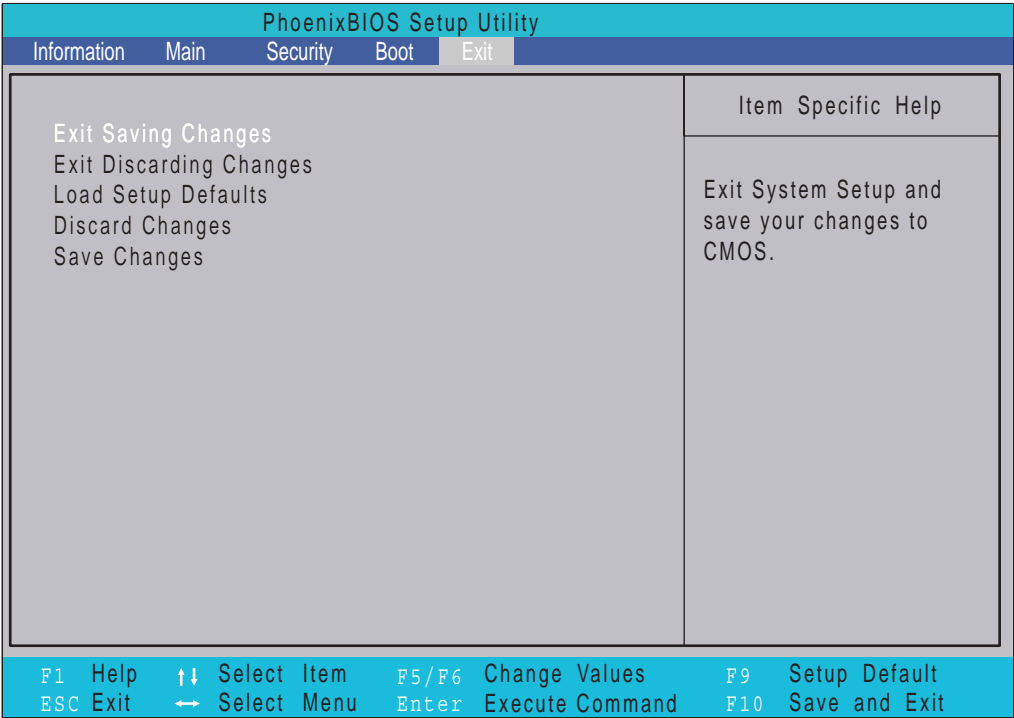 PhoenixBIOS Setup Utility
Information Main Security Boot Exit
Item Specific Help
Exit Saving Changes
Exit Discarding Changes
Load Setup Defaults
Discard Changes
Save Changes
Exit System Setup and
save your changes to
CMOS.
F1 Help ↑↓ Select Item F5/F6 Change Values F9 Setup Default
ESC Exit ↔ Select Menu Enter Execute Command F10 Save and Exit